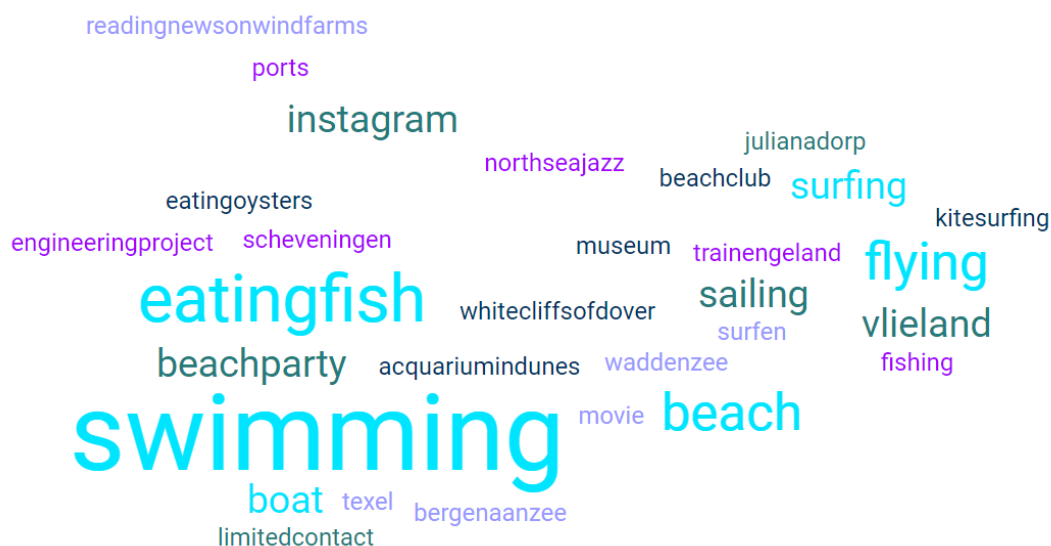 readingnewsonwindfarms
ports
instagram
julianadorp
northseajazz
beachclub
surfing
eatingoysters
kitesurfing
engineeringproject
scheveningen
museum
trainengeland
flying
eatingfish
sailing
whitecliffsofdover
vlieland
surfen
beachparty
acquariumindunes
waddenzee
fishing
swimming
movie
beach
boat
texel
bergenaanzee
limitedcontact